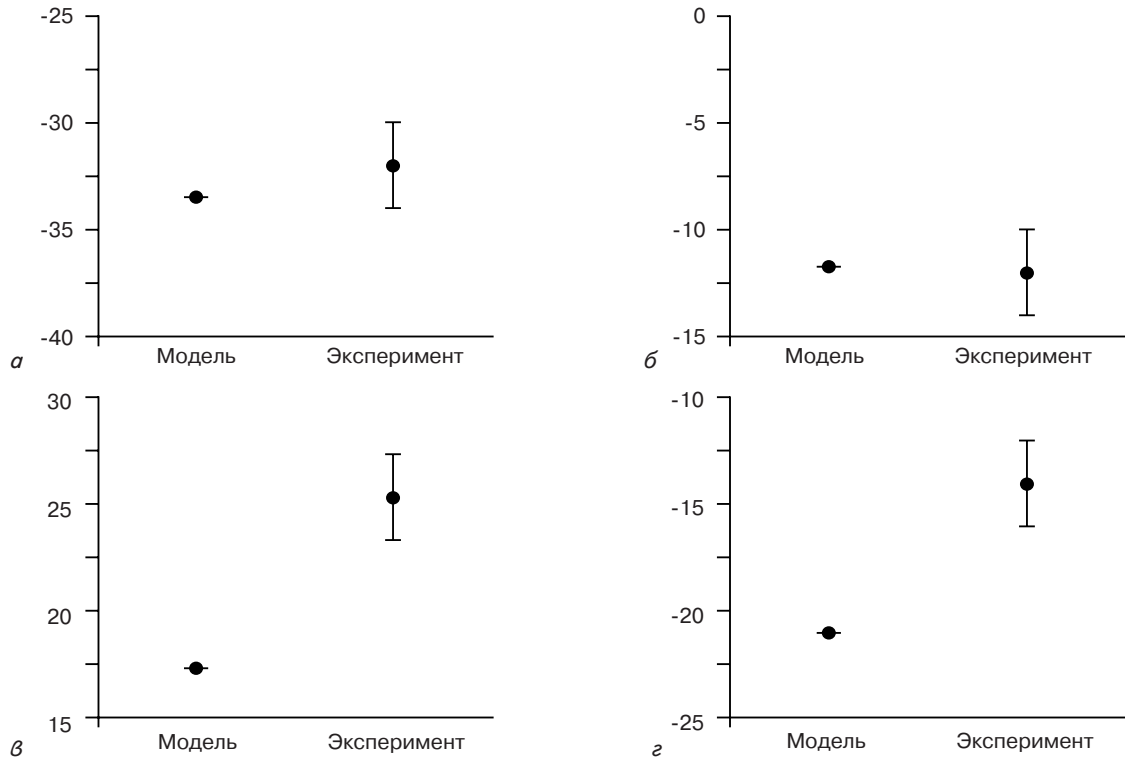 -25
-30
-35
-40
а
Модель
Эксперимент
0
-5
-10
-15
б
Модель
Эксперимент
30
25
20
15
в
Модель
Эксперимент
-10
-15
-20
-25
г
Модель
Эксперимент